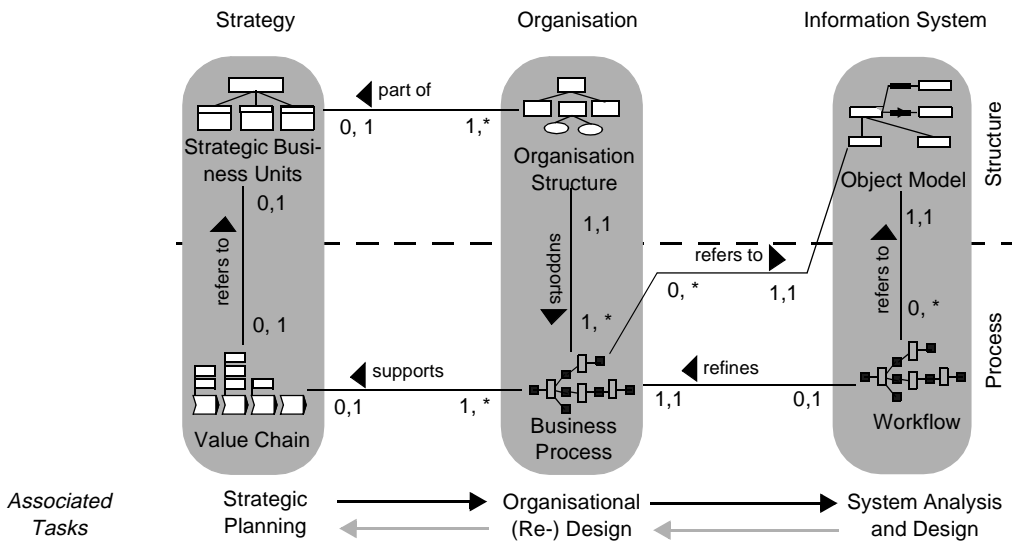 Strategy
Organisation
Information System
part of
0, 1
1,*
Strategic Busi-
ness Units
Organisation
Structure
Object Model
Structure
0,1
1,1
1,1
refers to
supports
refers to
refers to
0, *
1,1
0, 1
1, *
0, *
Process
supports
refines
0,1
1, *
1,1
0,1
Value Chain
Business
Process
Workflow
Associated
Tasks
Strategic
Planning
Organisational
(Re-) Design
System Analysis
and Design